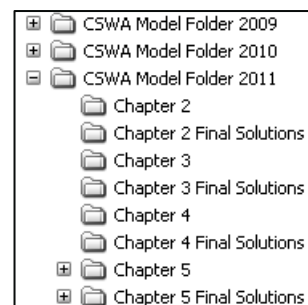 CSWA Model Folder 2009
CSWA Model Folder 2010
CSWA Model Folder 2011
Chapter 2
Chapter 2 Final Solutions
Chapter 3
Chapter 3 Final Solutions
Chapter 4
Chapter 4 Final Solutions
Chapter 5
Chapter 5 Final Solutions